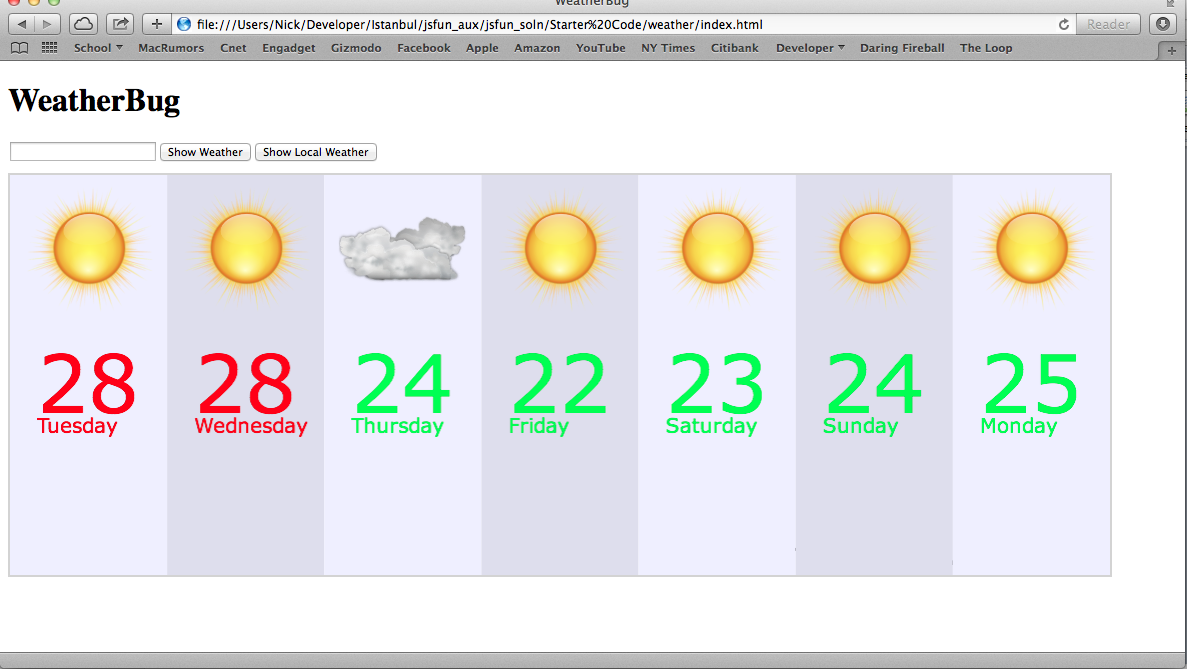 WeatherBug
file:///Users/Nick/Developer/Istanbul/jsfun_aux/jsfun_soln/Starter%20Code/weather/index.html
Reader
School MacRumors Cnet Engadget Gizmodo Facebook Apple Amazon YouTube NY Times Citibank Developer Daring Fireball The Loop
WeatherBug
Show Weather Show Local Weather
28 28 24 22 23 24 25
Tuesday Wednesday Thursday Friday Saturday Sunday Monday